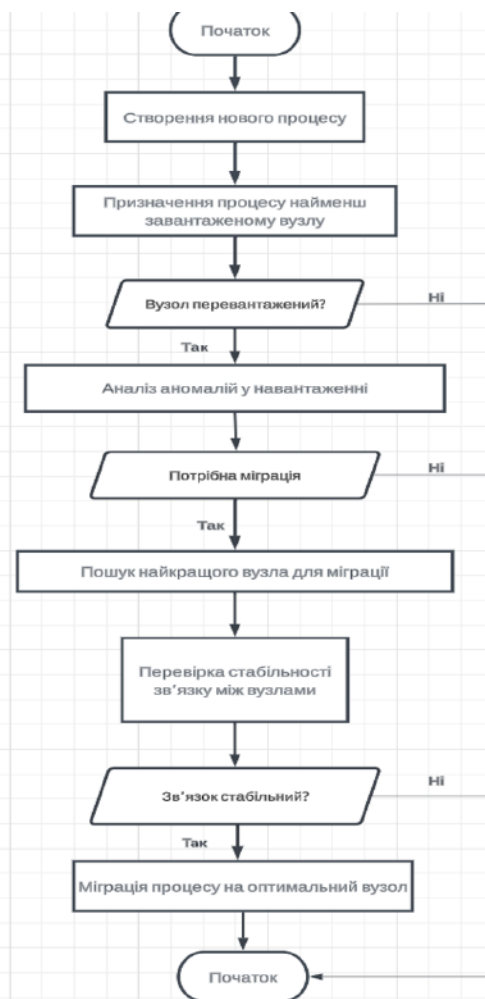 Початок
Створення нового процесу
Призначення процесу найменш
завантаженому вузлу
Вузол перевантажений?
Ні
Так
Аналіз аномалій у навантаженні
Потрібна міграція
Ні
Так
Пошук найкращого вузла для міграції
Перевірка стабільності
зв'язку між вузлами
Ні
Зв'язок стабільний?
Так
Міграція процесу на оптимальний вузол
Початок